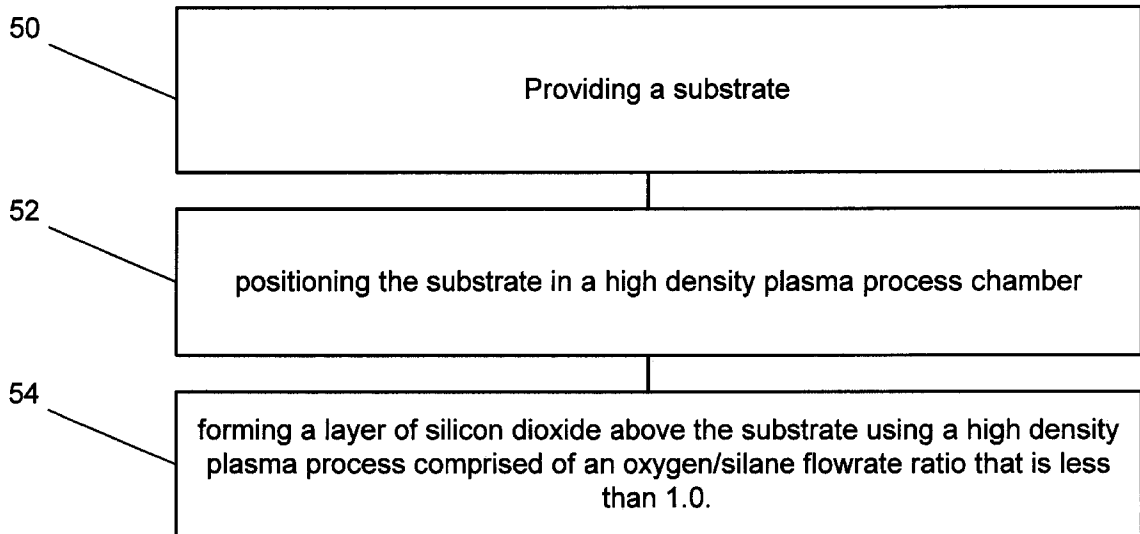 50
Providing a substrate
52
positioning the substrate in a high density plasma process chamber
54
forming a layer of silicon dioxide above the substrate using a high density
plasma process comprised of an oxygen/silane flowrate ratio that is less
than 1.0.